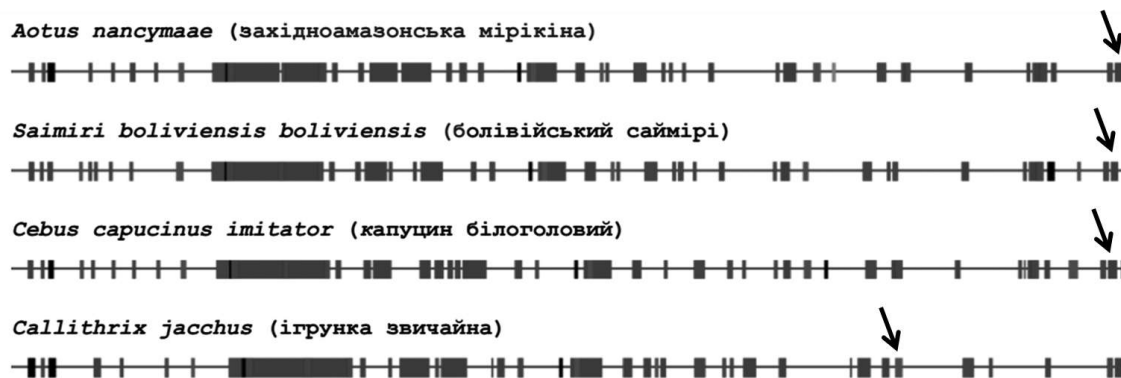 Aotus nancymaae (західноамазонська мірікіна)
Saimiri boliviensis boliviensis (болівійський саймірі)
Cebus capucinus imitator (капуцин білоголовий)
Callithrix jacchus (ігрунка звичайна)